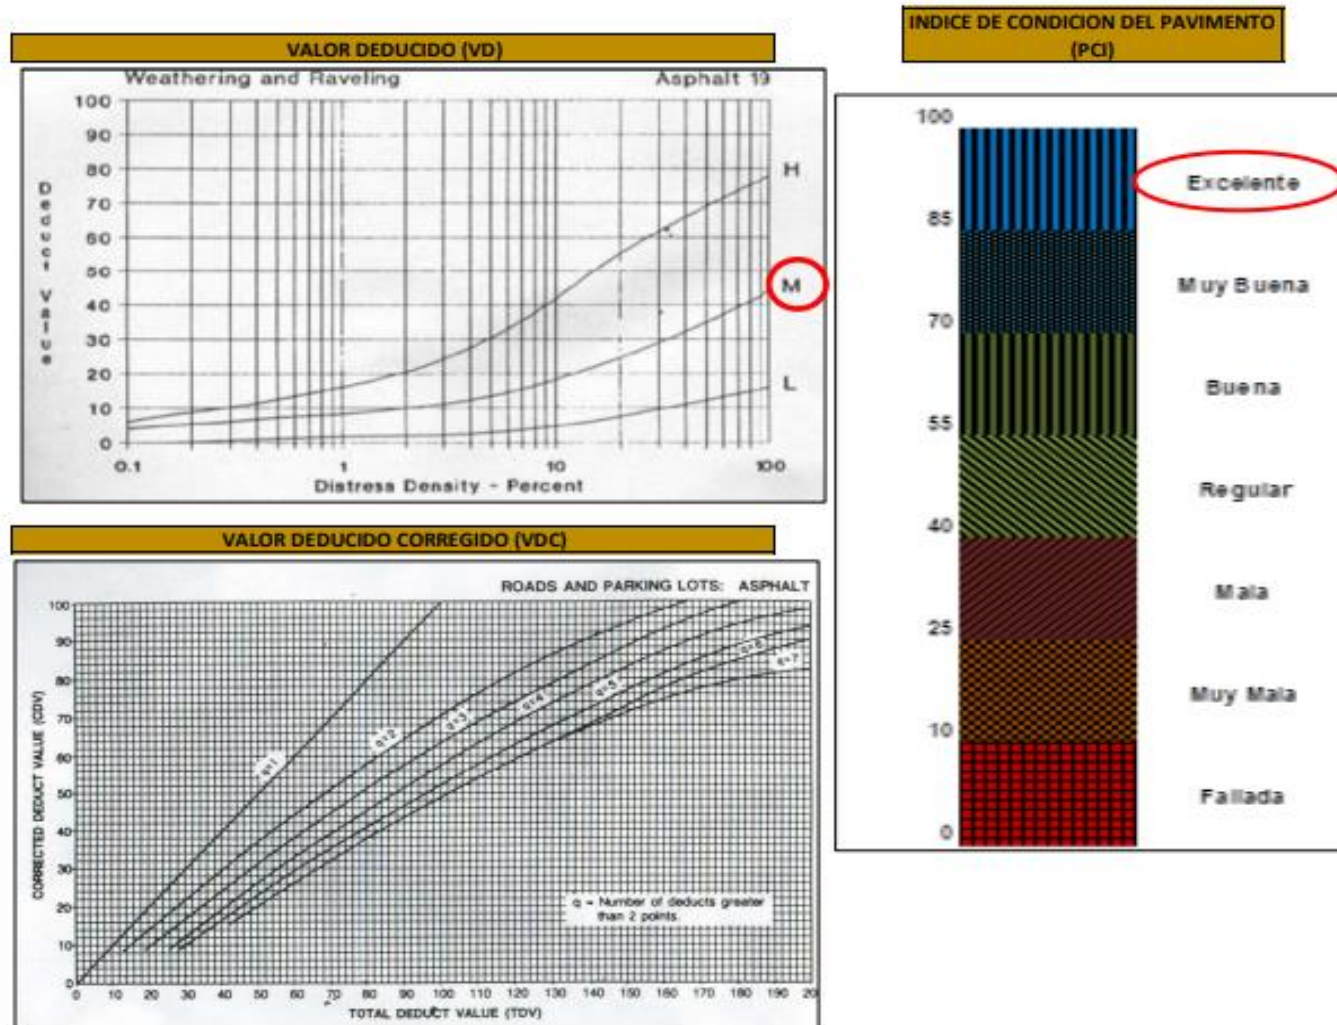 VALOR DEDUCIDO (VD)
Weathering and Raveling Asphalt 19
Deduct Value
100
90
80
70
60
50
40
30
20
10
0
H
M
L
0.1 1 10 100
Distress Density - Percent
VALOR DEDUCIDO CORREGIDO (VDC)
ROADS AND PARKING LOTS: ASPHALT
CORRECTED DEDUCT VALUE (CDV)
100
90
80
70
60
50
40
30
20
10
0
q=1
q=2
q=3
q=4
q=5
q=6
q=7
q = Number of deducts greater
than 2 points.
0 10 20 30 40 50 60 70 80 90 100 110 120 130 140 150 160 170 180 190 20
TOTAL DEDUCT VALUE (TDV)
INDICE DE CONDICION DEL PAVIMENTO
(PCI)
100
Excelente
85
Muy Buena
70
Buena
55
Regular
40
Mala
25
Muy Mala
10
Fallada
0